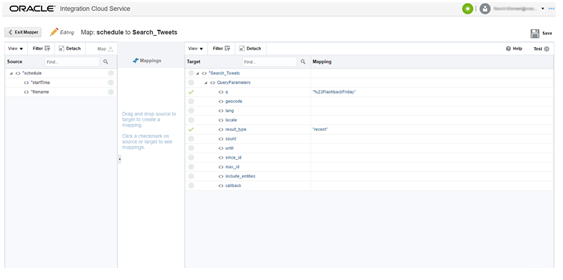 ORACLE® Integration Cloud Service
Exit Mapper Editing Map: schedule to Search_Tweets Save
View Filter Detach Map View Filter Detach Help Test
Source Find... Mappings Target Find... Mapping
*schedule *Search_Tweets
*startTime QueryParameters
*filename q "%23FlashbackFriday"
geocode
lang
Drag and drop source to
target to create a
mapping.
locale
Click a checkmark on
source or target to see
mappings.
result_type "recent"
count
until
since_id
max_id
include_entities
callback